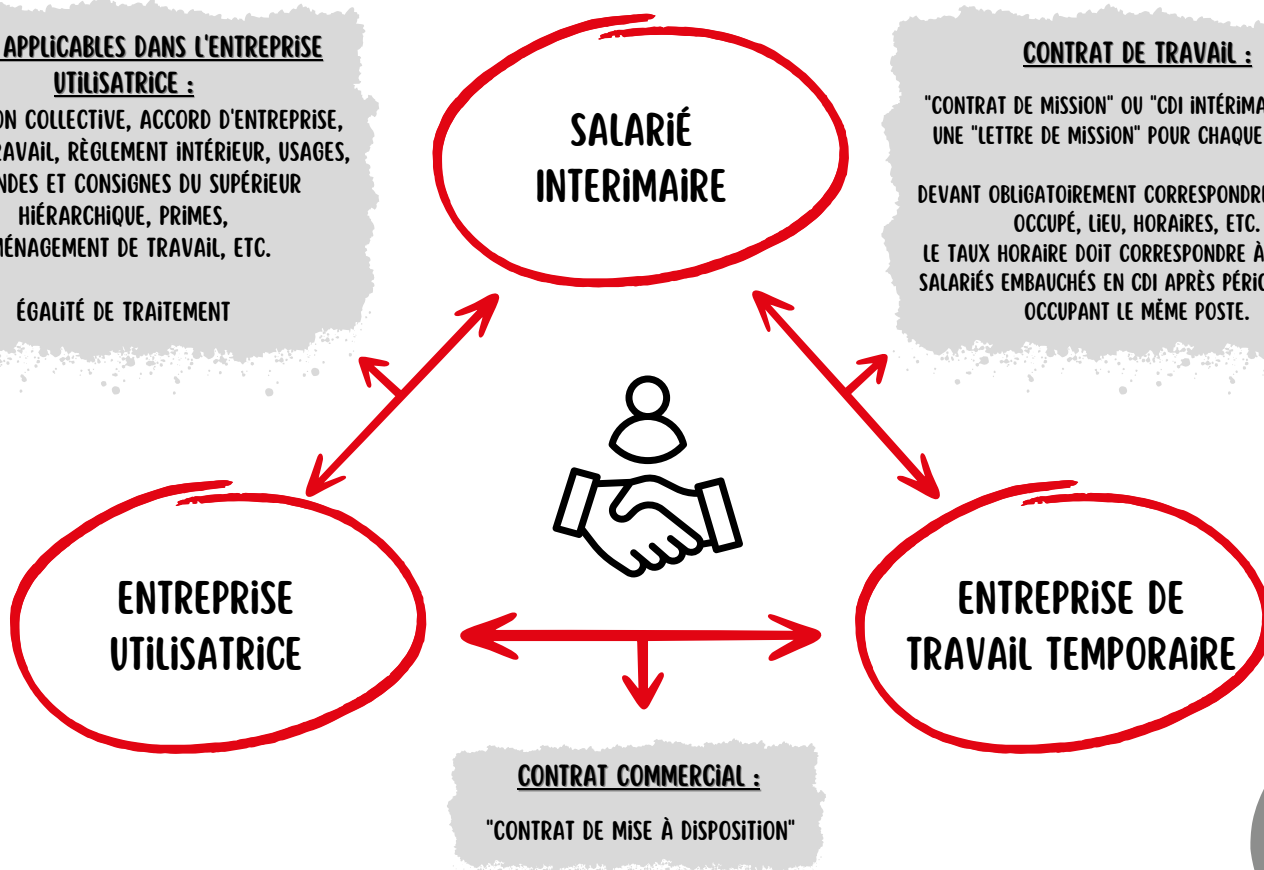 APPLICABLES DANS L'ENTREPRISE
UTILISATRICE :
ON COLLECTIVE, ACCORD D'ENTREPRISE,
RAVAIL, RÈGLEMENT INTÉRIEUR, USAGES,
NDES ET CONSIGNES DU SUPÉRIEUR
HIÉRARCHIQUE, PRIMES,
MÉNAGEMENT DE TRAVAIL, ETC.
ÉGALITÉ DE TRAITEMENT
SALARIÉ
INTERIMAIRE
CONTRAT DE TRAVAIL :
"CONTRAT DE MISSION" OU "CDI INTÉRIMA
UNE "LETTRE DE MISSION" POUR CHAQUE
DEVANT OBLIGATOIREMENT CORRESPONDRE
OCCUPÉ, LIEU, HORAIRES, ETC.
LE TAUX HORAIRE DOIT CORRESPONDRE À
SALARIÉS EMBAUCHÉS EN CDI APRÈS PÉRIO
OCCUPANT LE MÊME POSTE.
ENTREPRISE
UTILISATRICE
ENTREPRISE DE
TRAVAIL TEMPORAIRE
CONTRAT COMMERCIAL :
"CONTRAT DE MISE À DISPOSITION"